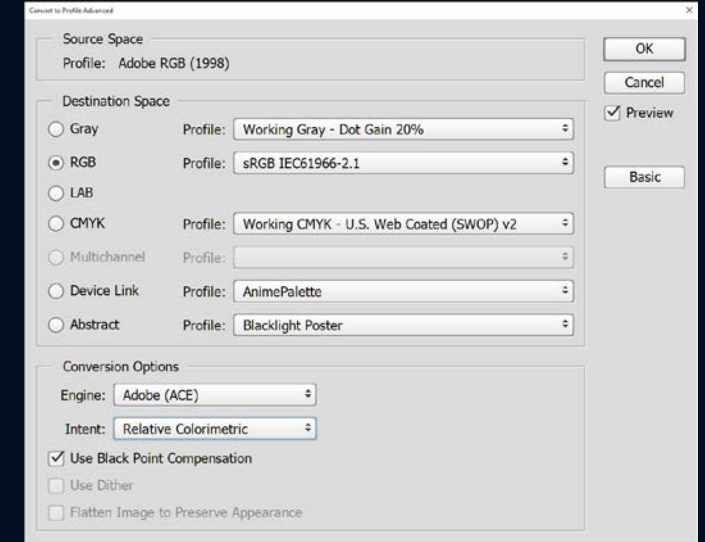 Convert to Profile Advanced
Source Space
Profile: Adobe RGB (1998)
OK
Cancel
Preview
Basic
Destination Space
Gray Profile: Working Gray - Dot Gain 20%
RGB Profile: sRGB IEC61966-2.1
LAB
CMYK Profile: Working CMYK - U.S. Web Coated (SWOP) v2
Multichannel Profile:
Device Link Profile: AnimePalette
Abstract Profile: Blacklight Poster
Conversion Options
Engine: Adobe (ACE)
Intent: Relative Colorimetric
Use Black Point Compensation
Use Dither
Flatten Image to Preserve Appearance